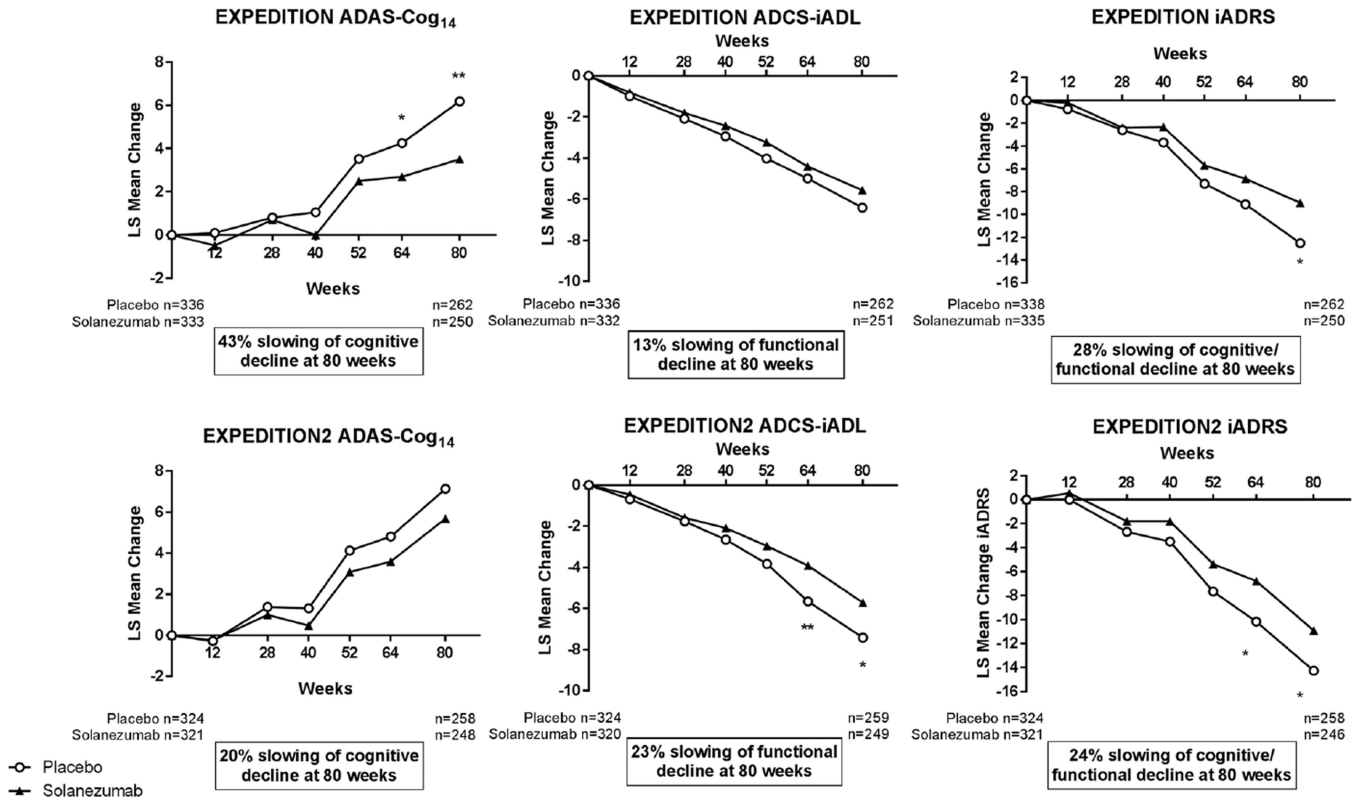 EXPEDITION ADAS-Cog14
LS Mean Change
8
6
4
2
0
-2
12
28
40
52
64
80
*
**
Weeks
Placebo n=336
n=262
Solanezumab n=333
n=250
43% slowing of cognitive
decline at 80 weeks
EXPEDITION ADCS-iADL
Weeks
12
28
40
52
64
80
LS Mean Change
0
-2
-4
-6
-8
-10
Placebo n=336
n=262
Solanezumab n=332
n=251
13% slowing of functional
decline at 80 weeks
EXPEDITION iADRS
Weeks
12
28
40
52
64
80
LS Mean Change
2
0
-2
-4
-6
-8
-10
-12
-14
-16
*
Placebo n=338
n=262
Solanezumab n=335
n=250
28% slowing of cognitive/
functional decline at 80 weeks
EXPEDITION2 ADAS-Cog14
LS Mean Change
8
6
4
2
0
-2
12
28
40
52
64
80
Weeks
Placebo n=324
n=258
Solanezumab n=321
n=248
20% slowing of cognitive
decline at 80 weeks
EXPEDITION2 ADCS-iADL
Weeks
12
28
40
52
64
80
LS Mean Change
0
-2
-4
-6
-8
-10
**
*
Placebo n=324
n=259
Solanezumab n=320
n=249
23% slowing of functional
decline at 80 weeks
EXPEDITION2 iADRS
Weeks
12
28
40
52
64
80
LS Mean Change iADRS
2
0
-2
-4
-6
-8
-10
-12
-14
-16
*
*
Placebo n=324
n=258
Solanezumab n=321
n=246
24% slowing of cognitive/
functional decline at 80 weeks
Placebo
Solanezumab